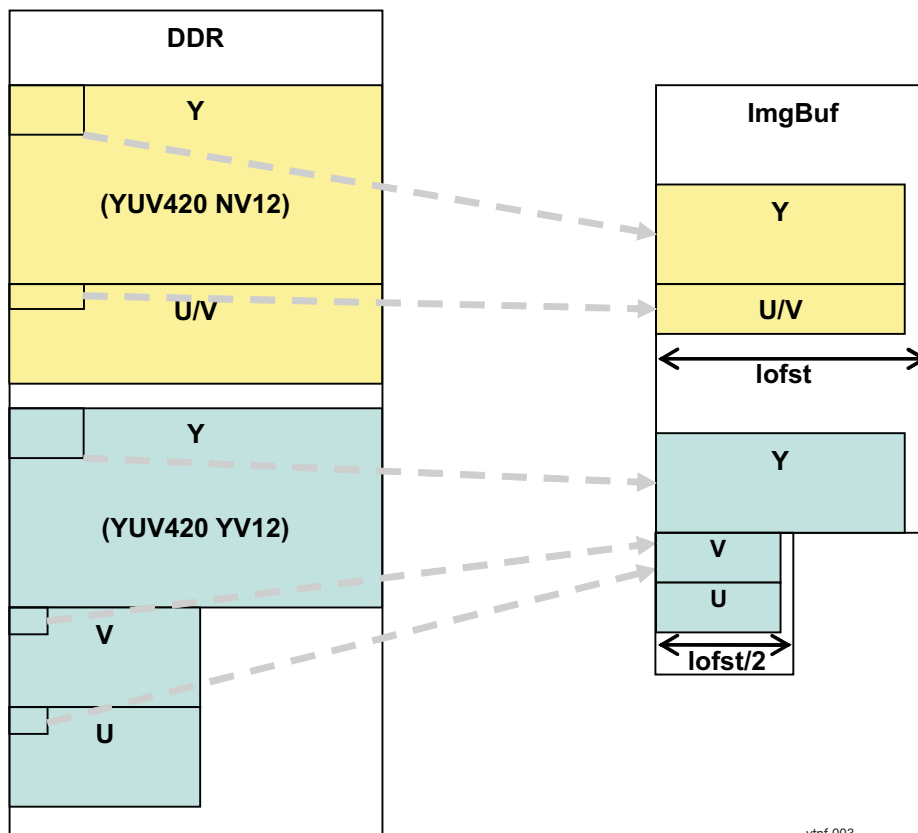 DDR
Y
(YUV420 NV12)
U/V
Y
(YUV420 YV12)
V
U
ImgBuf
Y
U/V
lofst
Y
V
U
lofst/2